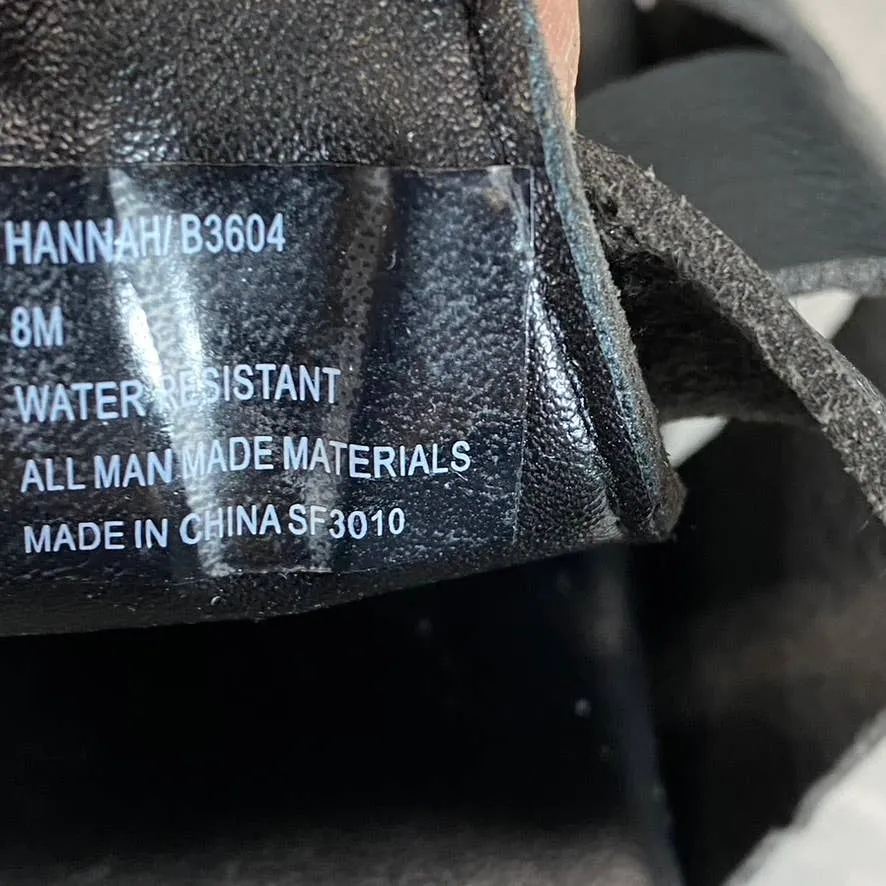 HANNAH/ B3604
8M
WATER RESISTANT
ALL MAN MADE MATERIALS
MADE IN CHINA SF3010